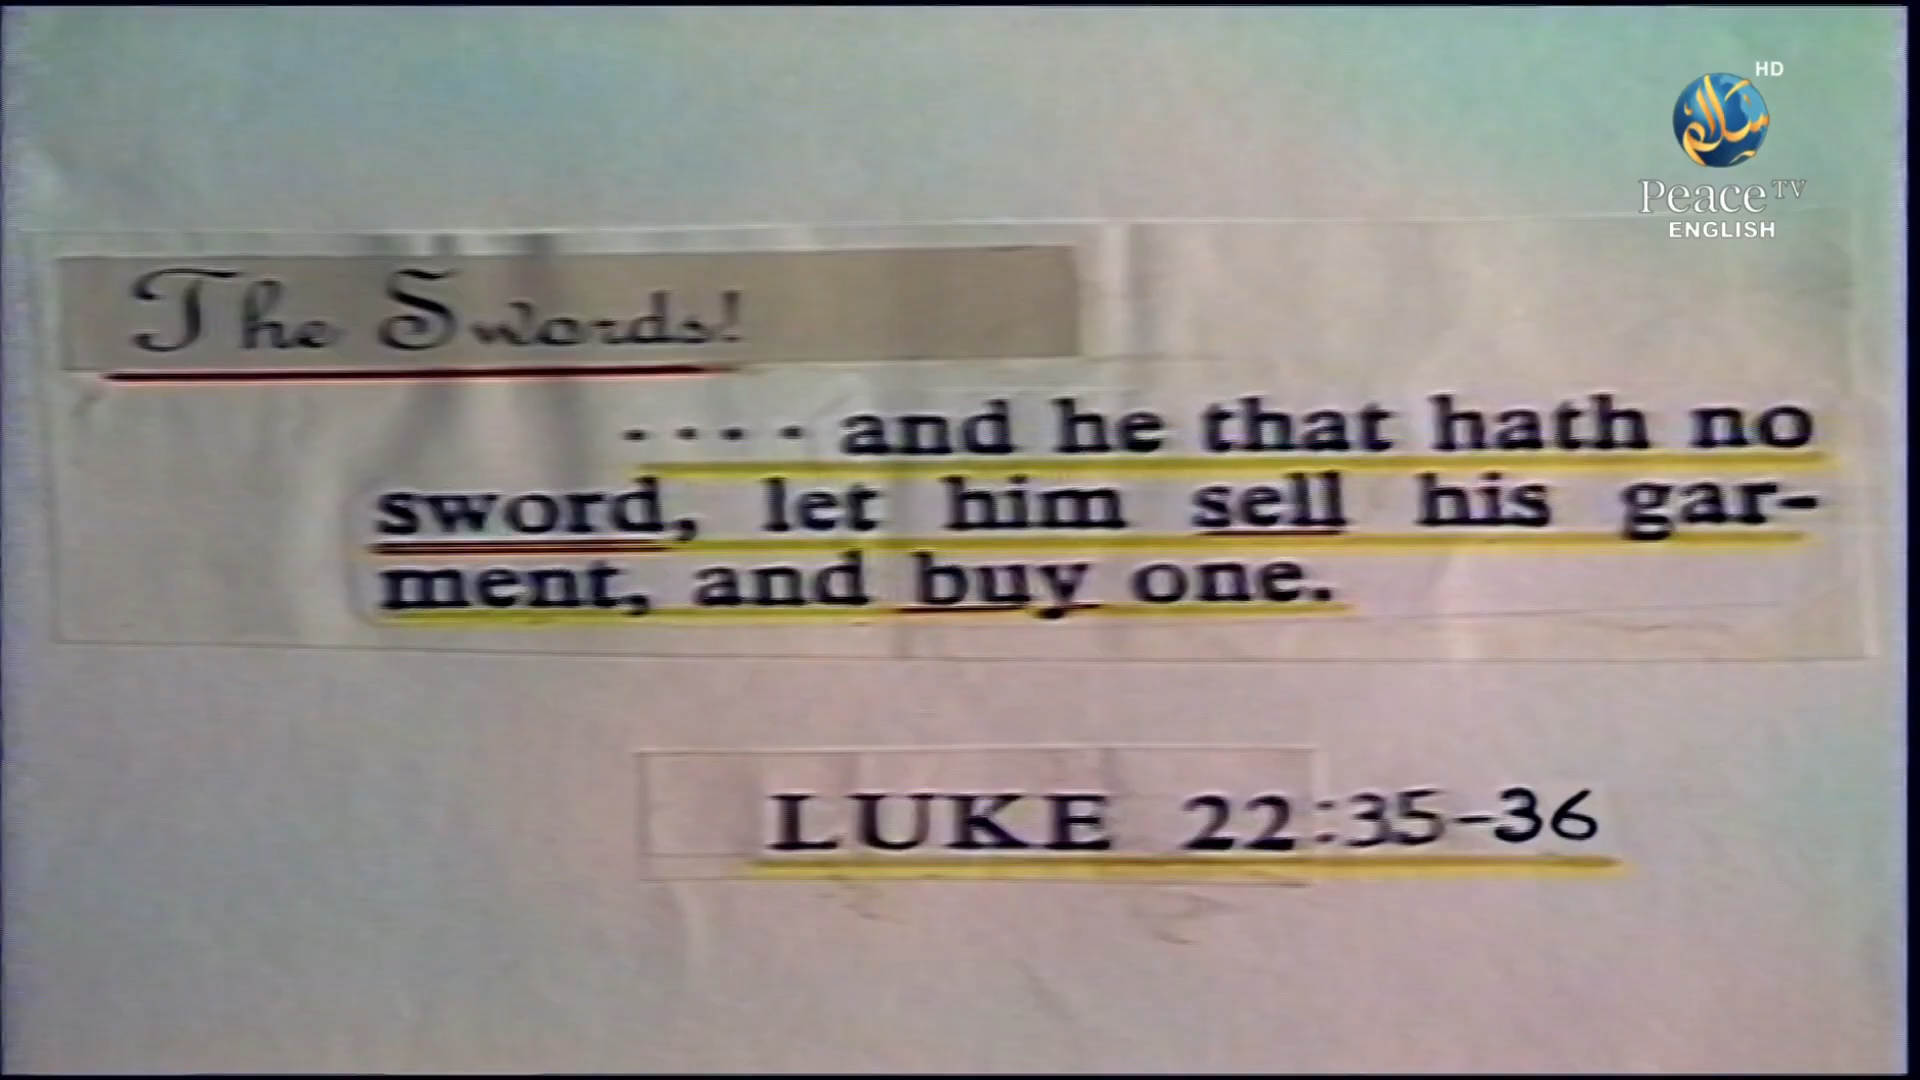 HD
سلام
Peace TV
ENGLISH
The Swords!
.... and he that hath no
sword, let him sell his gar-
ment, and buy one.
LUKE 22:35-36